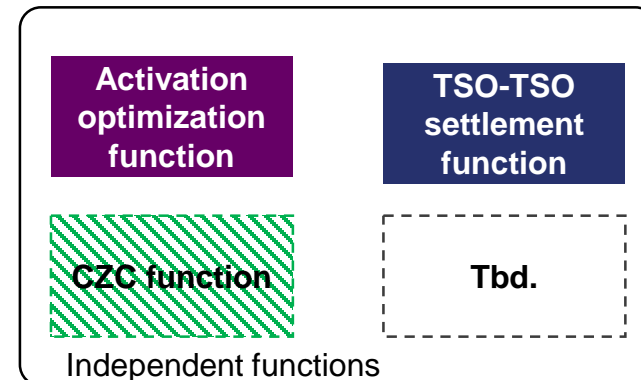 Activation
optimization
function
TSO-TSO
settlement
function
CZC function
Tbd.
Independent functions